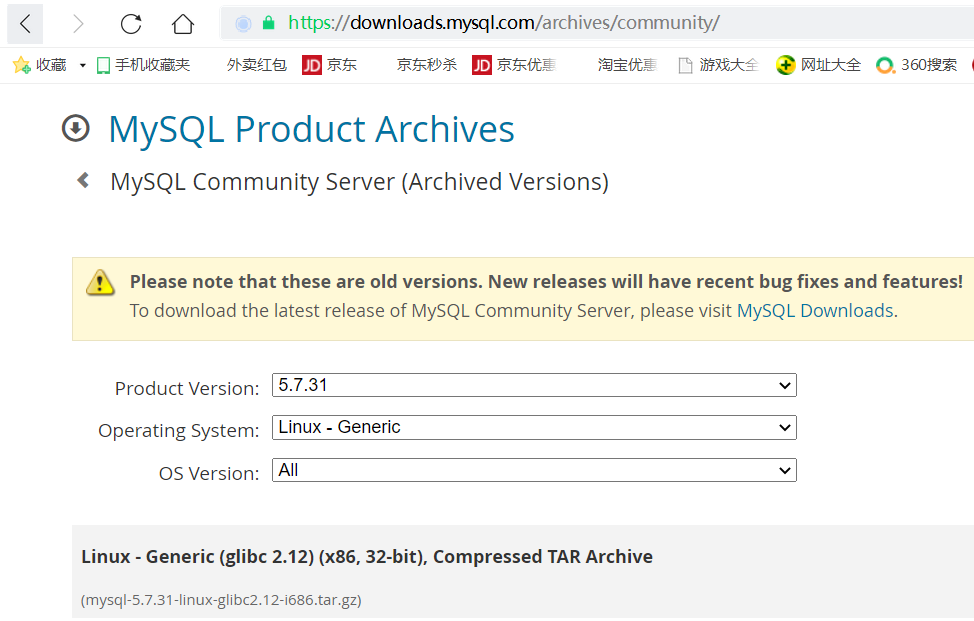 https://downloads.mysql.com/archives/community/
收藏 手机收藏夹 外卖红包 JD 京东 京东秒杀 JD 京东优惠 淘宝优惠 游戏大全 网址大全 360搜索
MySQL Product Archives
MySQL Community Server (Archived Versions)
Please note that these are old versions. New releases will have recent bug fixes and features!
To download the latest release of MySQL Community Server, please visit MySQL Downloads.
Product Version: 5.7.31
Operating System: Linux - Generic
OS Version: All
Linux - Generic (glibc 2.12) (x86, 32-bit), Compressed TAR Archive
(mysql-5.7.31-linux-glibc2.12-i686.tar.gz)